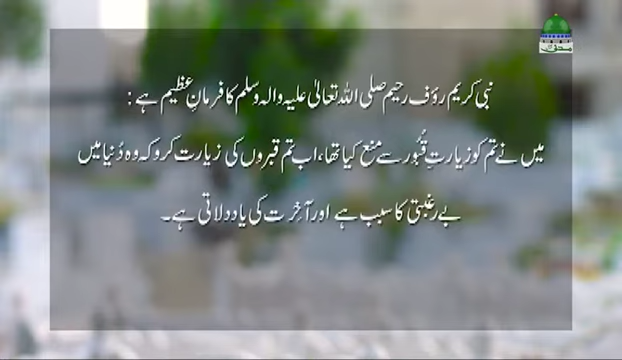 نبی کریم رؤف رحیم صلی اللہ تعالیٰ علیہ والہ وسلم کا فرمانِ عظیم ہے :
میں نے تم کو زیارتِ قُبور سے منع کیا تھا، اب تم قبروں کی زیارت کرو کہ وہ دُنیا میں
بے رغبتی کا سبب ہے اور آخرت کی یاد دلاتی ہے۔